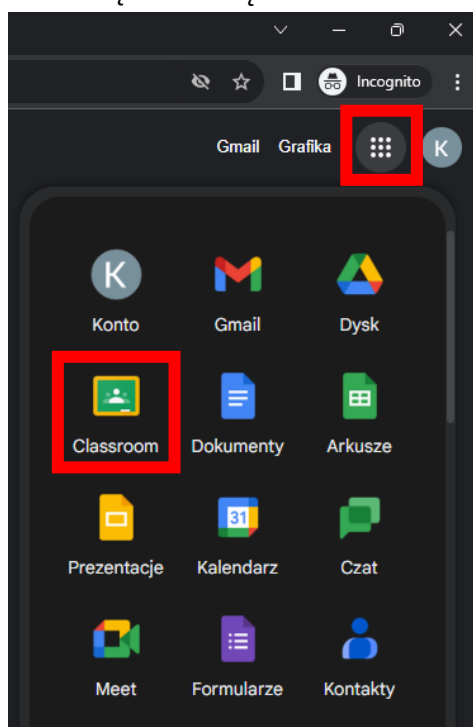 Incognito
Gmail Grafika K
K
Konto Gmail Dysk
Classroom Dokumenty Arkusze
31
Prezentacje Kalendarz Czat
Meet Formularze Kontakty